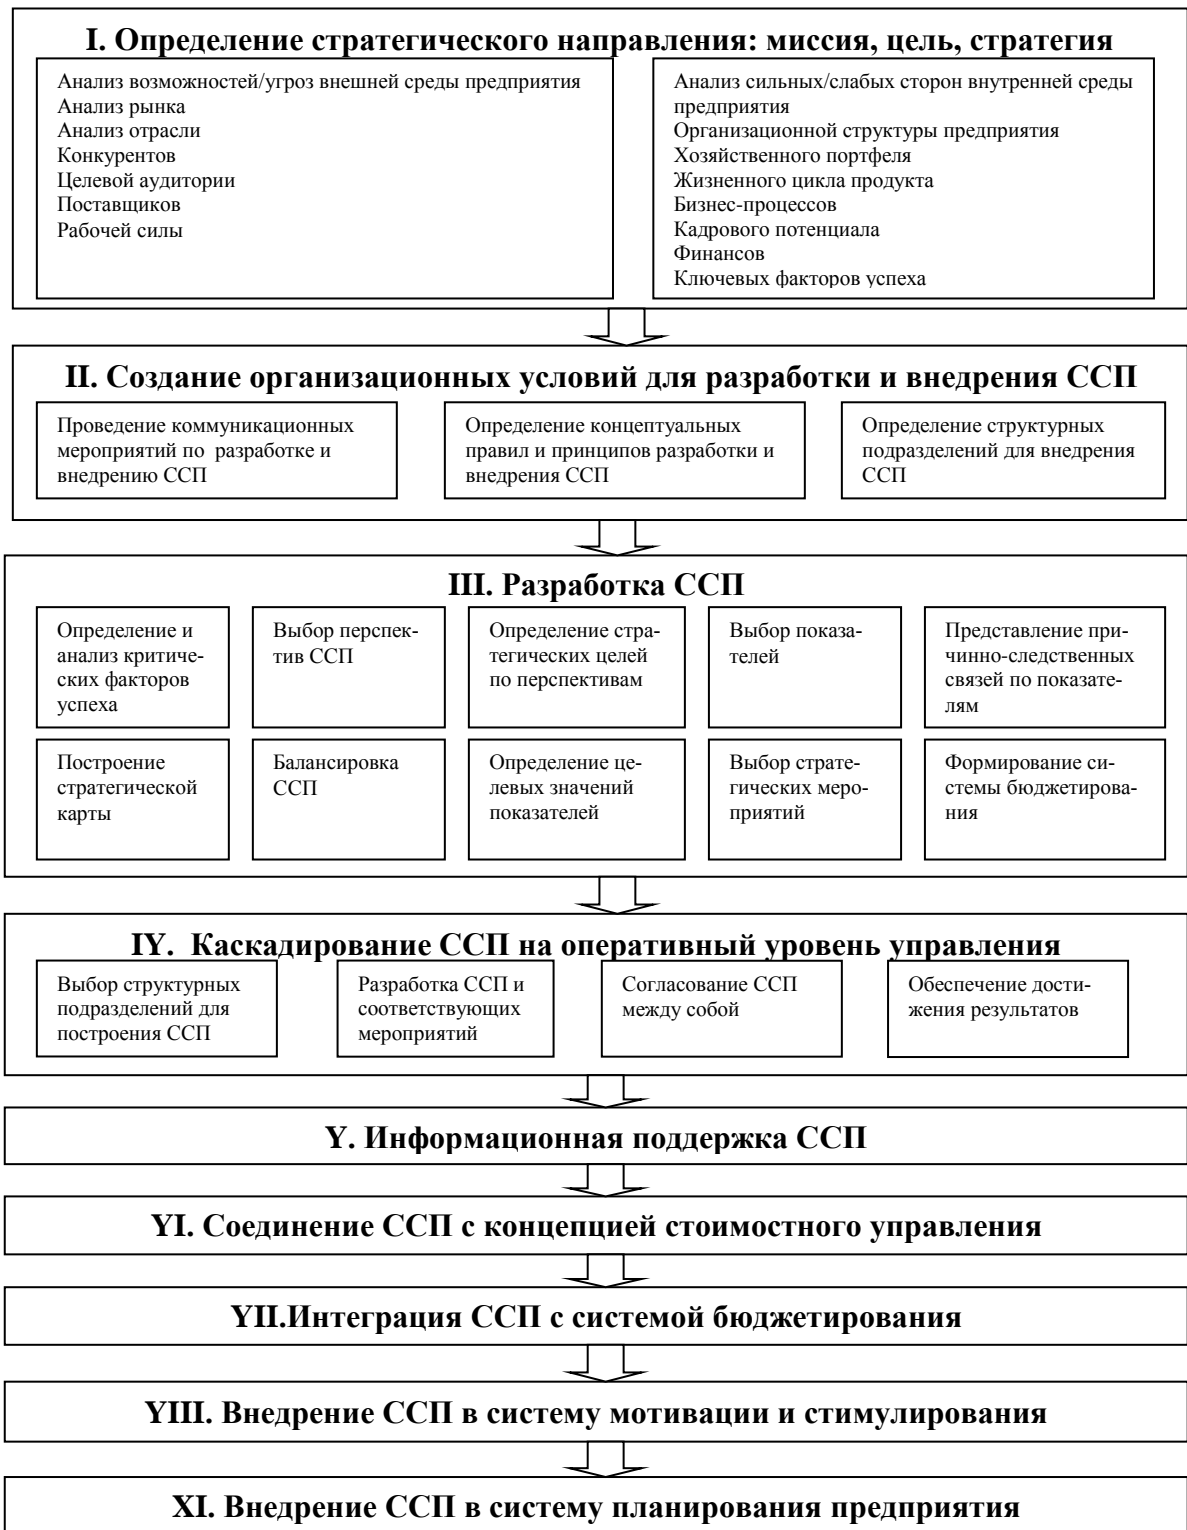 I. Определение стратегического направления: миссия, цель, стратегия
Анализ возможностей/угроз внешней среды предприятия
Анализ рынка
Анализ отрасли
Конкурентов
Целевой аудитории
Поставщиков
Рабочей силы
Анализ сильных/слабых сторон внутренней среды
предприятия
Организационной структуры предприятия
Хозяйственного портфеля
Жизненного цикла продукта
Бизнес-процессов
Кадрового потенциала
Финансов
Ключевых факторов успеха
II. Создание организационных условий для разработки и внедрения ССП
Проведение коммуникационных
мероприятий по разработке и
внедрению ССП
Определение концептуальных
правил и принципов разработки и
внедрения ССП
Определение структурных
подразделений для внедрения
ССП
III. Разработка ССП
Определение и
анализ критиче-
ских факторов
успеха
Выбор перспек-
тив ССП
Определение стра-
тегических целей
по перспективам
Выбор показа-
телей
Представление при-
чинно-следственных
связей по показате-
лям
Построение
стратегической
карты
Балансировка
ССП
Определение це-
левых значений
показателей
Выбор страте-
гических меро-
приятий
Формирование си-
стемы бюджетирова-
ния
IY. Каскадирование ССП на оперативный уровень управления
Выбор структурных
подразделений для
построения ССП
Разработка ССП и
соответствующих
мероприятий
Согласование ССП
между собой
Обеспечение дости-
жения результатов
Y. Информационная поддержка ССП
YI. Соединение ССП с концепцией стоимостного управления
YII.Интеграция ССП с системой бюджетирования
YIII. Внедрение ССП в систему мотивации и стимулирования
XI. Внедрение ССП в систему планирования предприятия